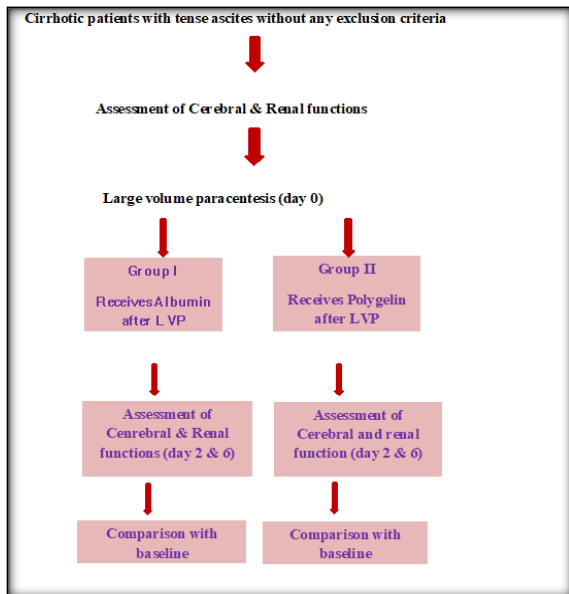 Cirrhotic patients with tense ascites without any exclusion criteria
Assessment of Cerebral & Renal functions
Large volume paracentesis (day 0)
Group I
Receives Albumin
after LVP
Group II
Receives Polygelin
after LVP
Assessment of
Cenrebral & Renal
functions (day 2 & 6)
Assessment of
Cerebral and renal
function (day 2 & 6)
Comparison with
baseline
Comparison with
baseline